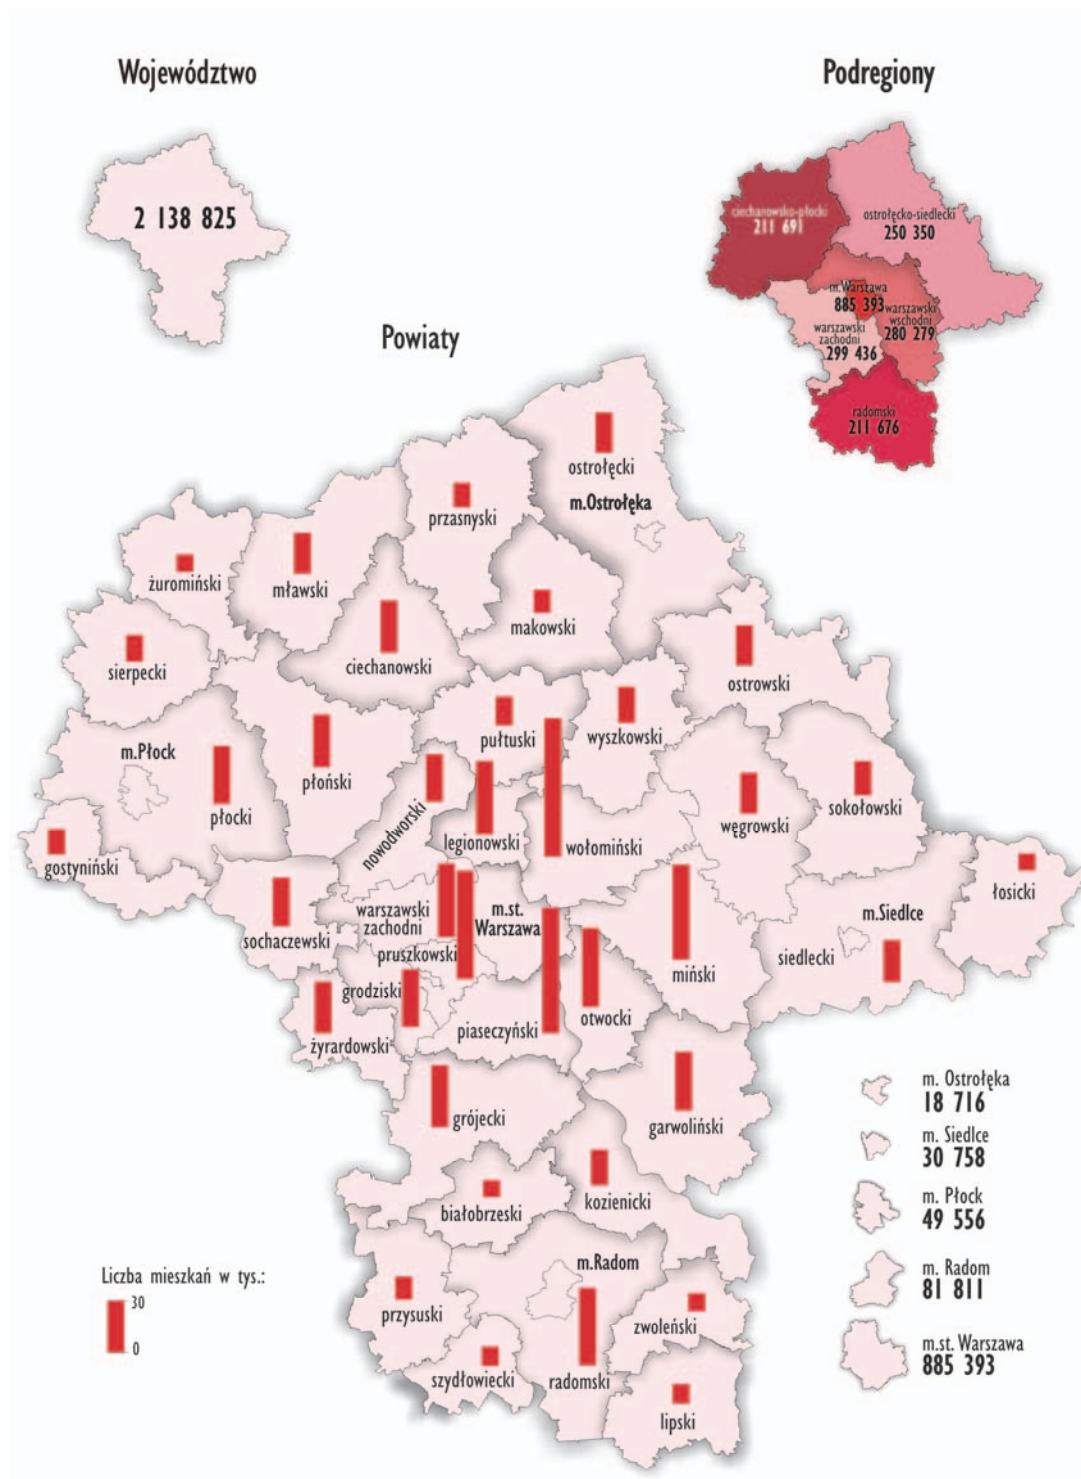 Województwo
2 138 825
Podregiony
ciechanowsko-płocki
211 691
ostrołęcko-siedlecki
250 350
m.Warszawa
885 393
warszawski
wschodni
280 279
warszawski
zachodni
299 436
radomski
211 676
Powiaty
ostrołęcki
m.Ostrołęka
przasnyski
żuromiński
mławski
makowski
ciechanowski
sierpecki
ostrowski
pułtuski
wyszkowski
m.Płock
płoński
płocki
nowodworski
legionowski
wołomiński
węgrowski
sokołowski
gostyniński
łosicki
warszawski
zachodni
m.st.
Warszawa
m.Siedlce
sochaczewski
pruszkowski
siedlecki
miński
grodziski
otwocki
piaseczyński
żyrardowski
grójecki
garwoliński
m. Ostrołęka
18 716
m. Siedlce
30 758
m. Płock
49 556
m. Radom
81 811
m.st. Warszawa
885 393
kozienicki
białobrzeski
m.Radom
Liczba mieszkań w tys.:
30
0
przysuski
zwoleński
szydłowiecki
radomski
lipski